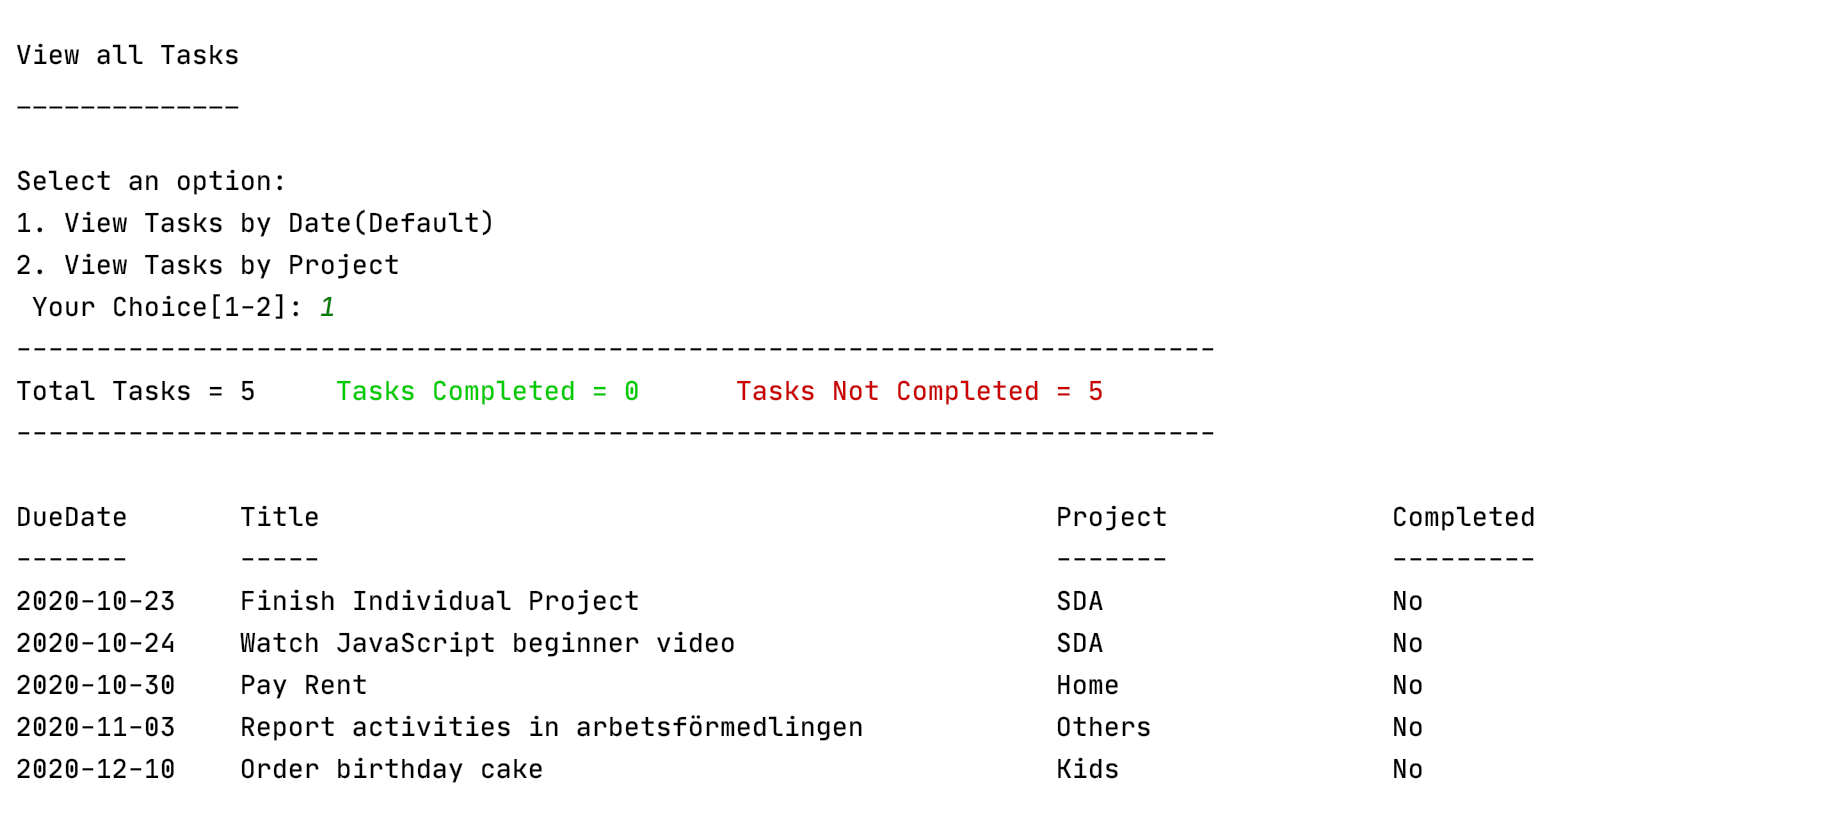 View all Tasks
--------------
Select an option:
1. View Tasks by Date(Default)
2. View Tasks by Project
Your Choice[1-2]: 1
---------------------------------------------------------------------------
Total Tasks = 5     Tasks Completed = 0      Tasks Not Completed = 5
---------------------------------------------------------------------------
DueDate       Title                                              Project              Completed
-------       -----                                              -------              ---------
2020-10-23    Finish Individual Project                          SDA                  No
2020-10-24    Watch JavaScript beginner video                    SDA                  No
2020-10-30    Pay Rent                                           Home                 No
2020-11-03    Report activities in arbetsförmedlingen            Others               No
2020-12-10    Order birthday cake                                Kids                 No